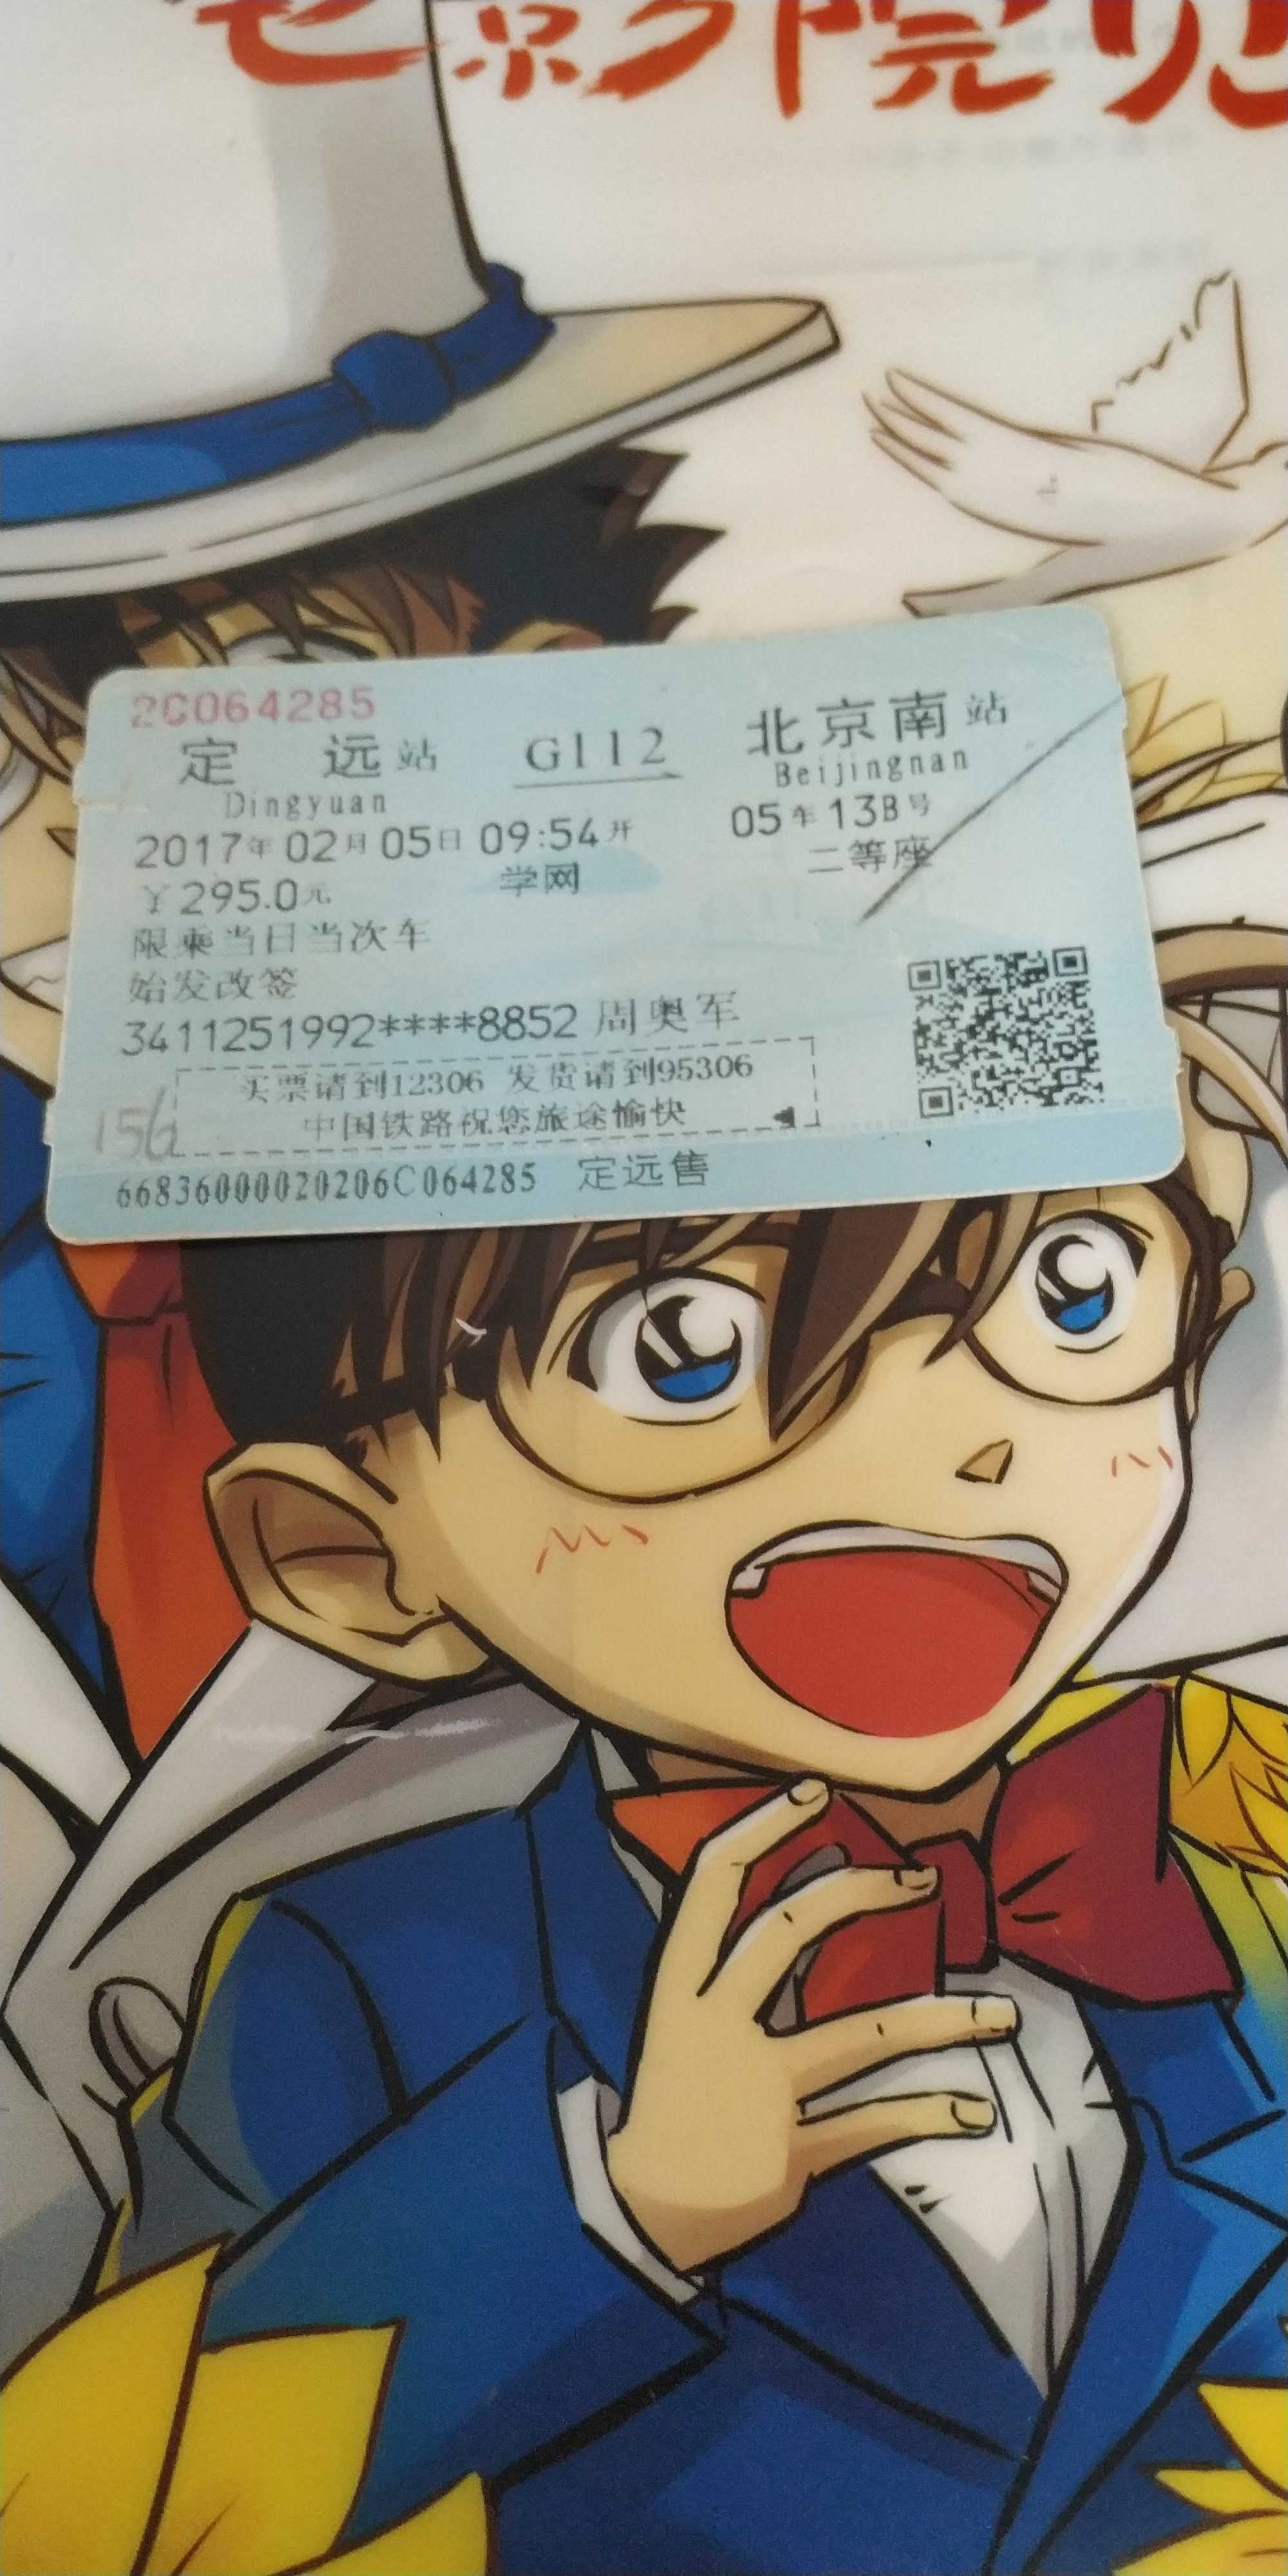 2C064285
定远站 G112 北京南站
Dingyuan Beijingnan
2017年02月05日09:54开 05车13B号
¥295.0元 学网 二等座
限乘当日当次车
始发改签
3411251992****8852 周奥军
买票请到12306 发货请到95306
中国铁路祝您旅途愉快
156
66836000020206C064285 定远售